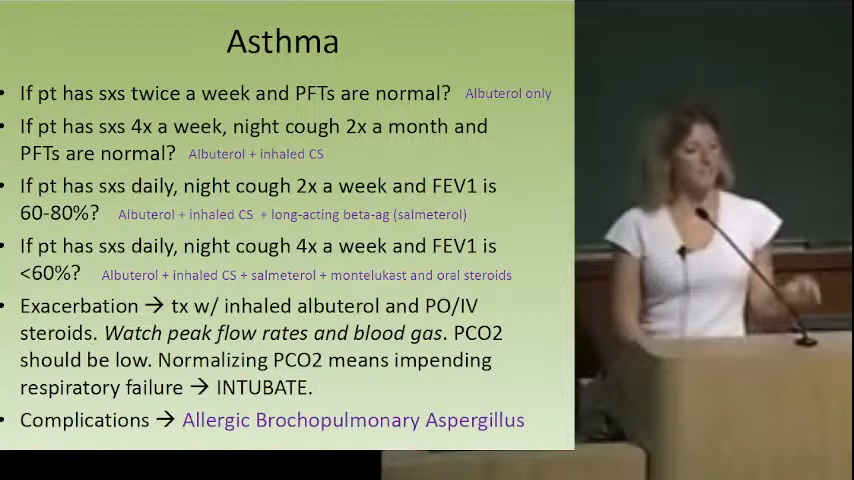 Asthma
• If pt has sxs twice a week and PFTs are normal? Albuterol only
• If pt has sxs 4x a week, night cough 2x a month and
PFTs are normal? Albuterol + inhaled CS
• If pt has sxs daily, night cough 2x a week and FEV1 is
60-80%? Albuterol + inhaled CS + long-acting beta-ag (salmeterol)
• If pt has sxs daily, night cough 4x a week and FEV1 is
<60%? Albuterol + inhaled CS + salmeterol + montelukast and oral steroids
• Exacerbation → tx w/ inhaled albuterol and PO/IV
steroids. Watch peak flow rates and blood gas. PCO2
should be low. Normalizing PCO2 means impending
respiratory failure → INTUBATE.
• Complications → Allergic Brochopulmonary Aspergillus